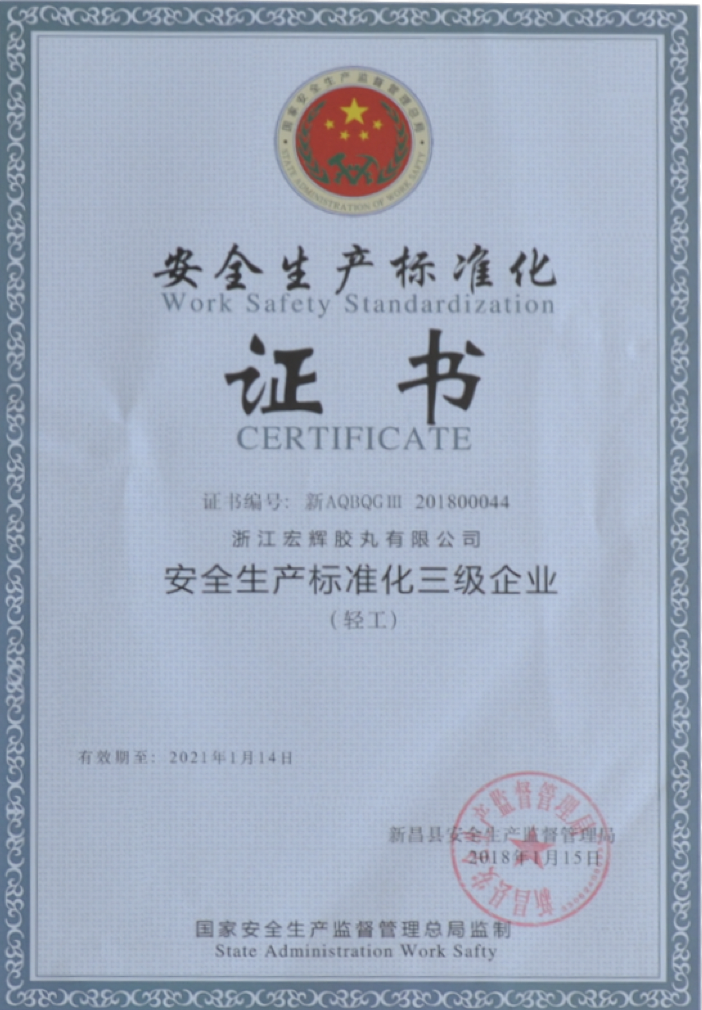 国家安全生产监督管理总局
STATE ADMINISTRATION OF WORK SAFETY
安全生产标准化
Work Safety Standardization
证书
CERTIFICATE
证书编号：新AQBQGⅢ 201800044
浙江宏辉胶丸有限公司
安全生产标准化三级企业
（轻工）
有效期至：2021年1月14日
新昌县安全生产监督管理局
2018年1月15日
新昌县安全生产监督管理局
国家安全生产监督管理总局监制
State Administration Work Safty